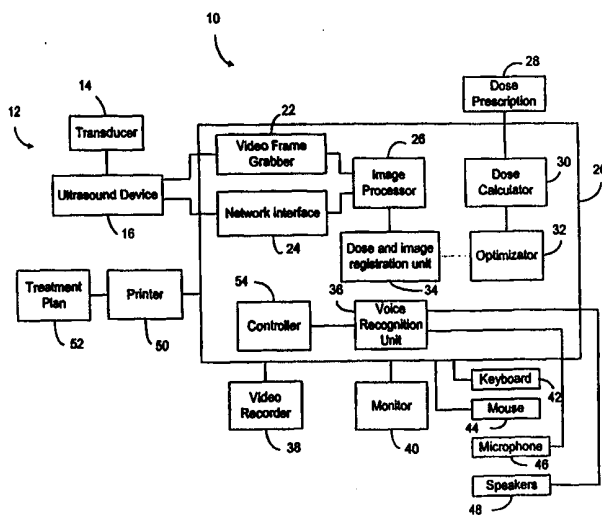 10
28
Dose
Prescription
14
22
12
Transducer
Video Frame
Grabber
26
Image
Processor
30
Dose
Calculator
20
Ultrasound Device
16
Network Interface
24
32
Optimizator
Dose and image
registration unit
34
54
36
Treatment
Plan
52
Printer
50
Controller
Voice
Recognition
Unit
Video
Recorder
38
Monitor
40
Keyboard
42
Mouse
44
Microphone
46
Speakers
48